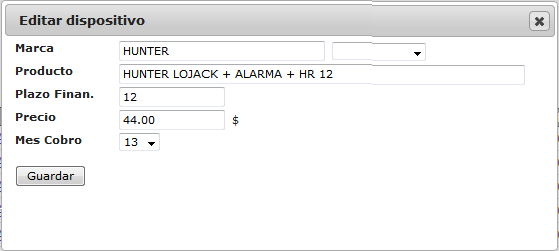 Editar dispositivo
Marca HUNTER
Producto HUNTER LOJACK + ALARMA + HR 12
Plazo Finan. 12
Precio 44.00 $
Mes Cobro 13
Guardar